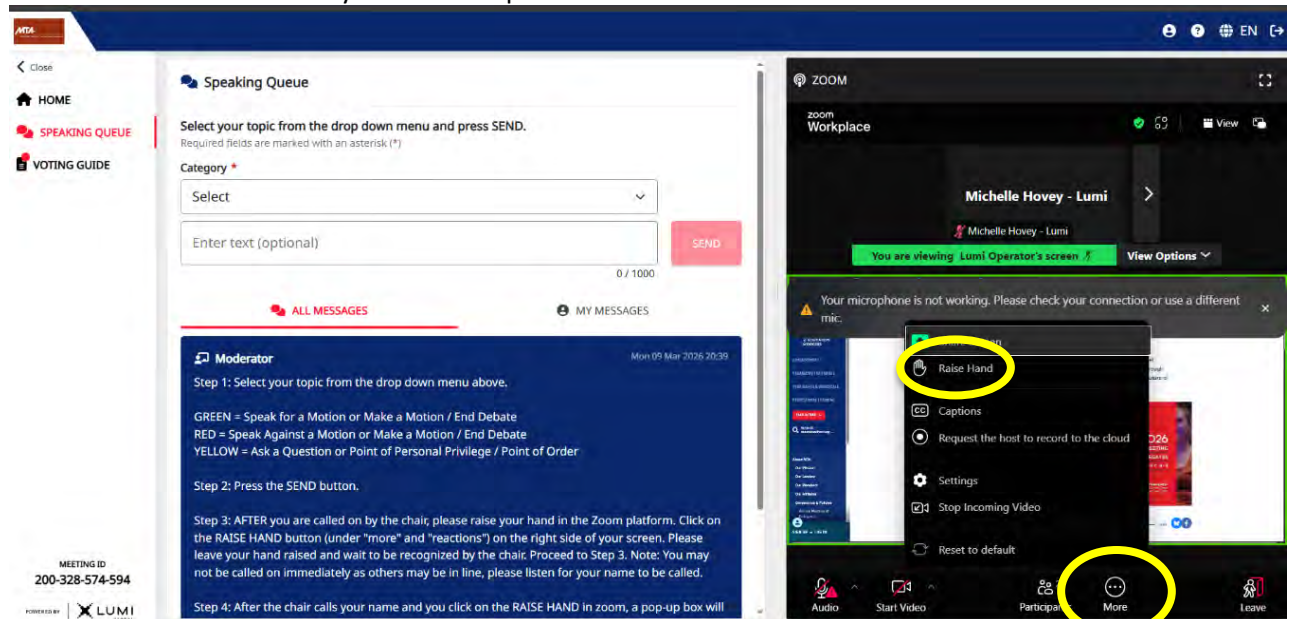 MTA
EN
Close
HOME
SPEAKING QUEUE
VOTING GUIDE
MEETING ID
200-328-574-594
POWERED BY LUMI
Speaking Queue
Select your topic from the drop down menu and press SEND.
Required fields are marked with an asterisk (*)
Category *
Select
Enter text (optional)
SEND
0 / 1000
ALL MESSAGES
MY MESSAGES
Moderator
Mon 09 Mar 2026 20:39
Step 1: Select your topic from the drop down menu above.
GREEN = Speak for a Motion or Make a Motion / End Debate
RED = Speak Against a Motion or Make a Motion / End Debate
YELLOW = Ask a Question or Point of Personal Privilege / Point of Order
Step 2: Press the SEND button.
Step 3: AFTER you are called on by the chair, please raise your hand in the Zoom platform. Click on
the RAISE HAND button (under "more" and "reactions") on the right side of your screen. Please
leave your hand raised and wait to be recognized by the chair. Proceed to Step 3. Note: You may
not be called on immediately as others may be in line, please listen for your name to be called.
Step 4: After the chair calls your name and you click on the RAISE HAND in zoom, a pop-up box will
ZOOM
zoom
Workplace
View
Michelle Hovey - Lumi
Michelle Hovey - Lumi
You are viewing Lumi Operator's screen
View Options
Your microphone is not working. Please check your connection or use a different
mic.
Raise Hand
Captions
Request the host to record to the cloud
Settings
Stop Incoming Video
Reset to default
Audio
Start Video
More
Leave